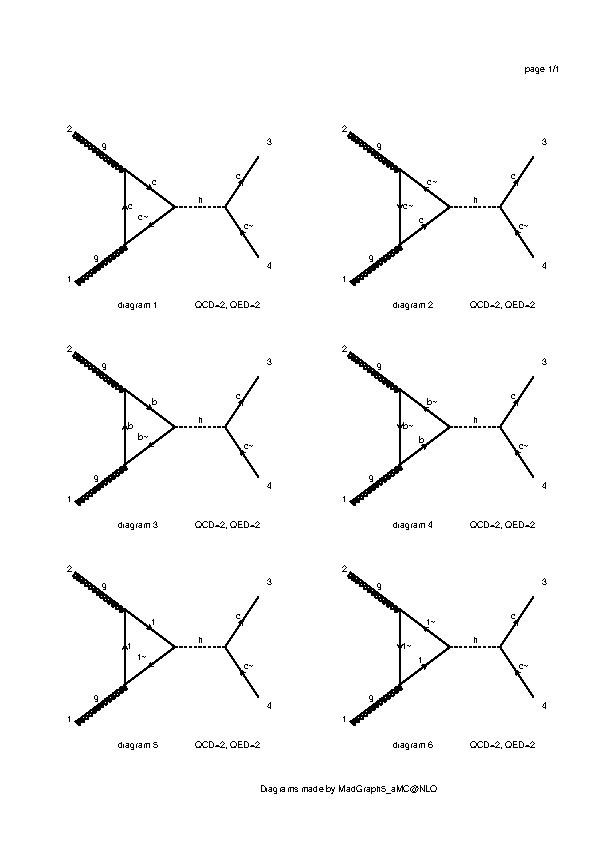 page 1/1
2 g c c c~ g 1 h c c~ 3 4
2 g c~ c~ c g 1 h c c~ 3 4
diagram 1 QCD=2, QED=2
diagram 2 QCD=2, QED=2
2 g b b b~ g 1 h c c~ 3 4
2 g b~ b~ b g 1 h c c~ 3 4
diagram 3 QCD=2, QED=2
diagram 4 QCD=2, QED=2
2 g t t t~ g 1 h c c~ 3 4
2 g t~ t~ t g 1 h c c~ 3 4
diagram 5 QCD=2, QED=2
diagram 6 QCD=2, QED=2
Diagrams made by MadGraph5_aMC@NLO